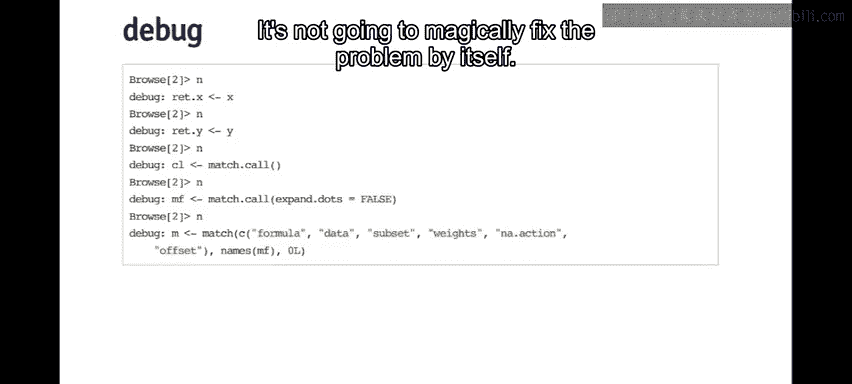 debug
It's not going to magically fix the
problem by itself.
Browse[2]> n
debug: ret.x <- x
Browse[2]> n
debug: ret.y <- y
Browse[2]> n
debug: cl <- match.call()
Browse[2]> n
debug: mf <- match.call(expand.dots = FALSE)
Browse[2]> n
debug: m <- match(c("formula", "data", "subset", "weights", "na.action",
"offset"), names(mf), 0L)